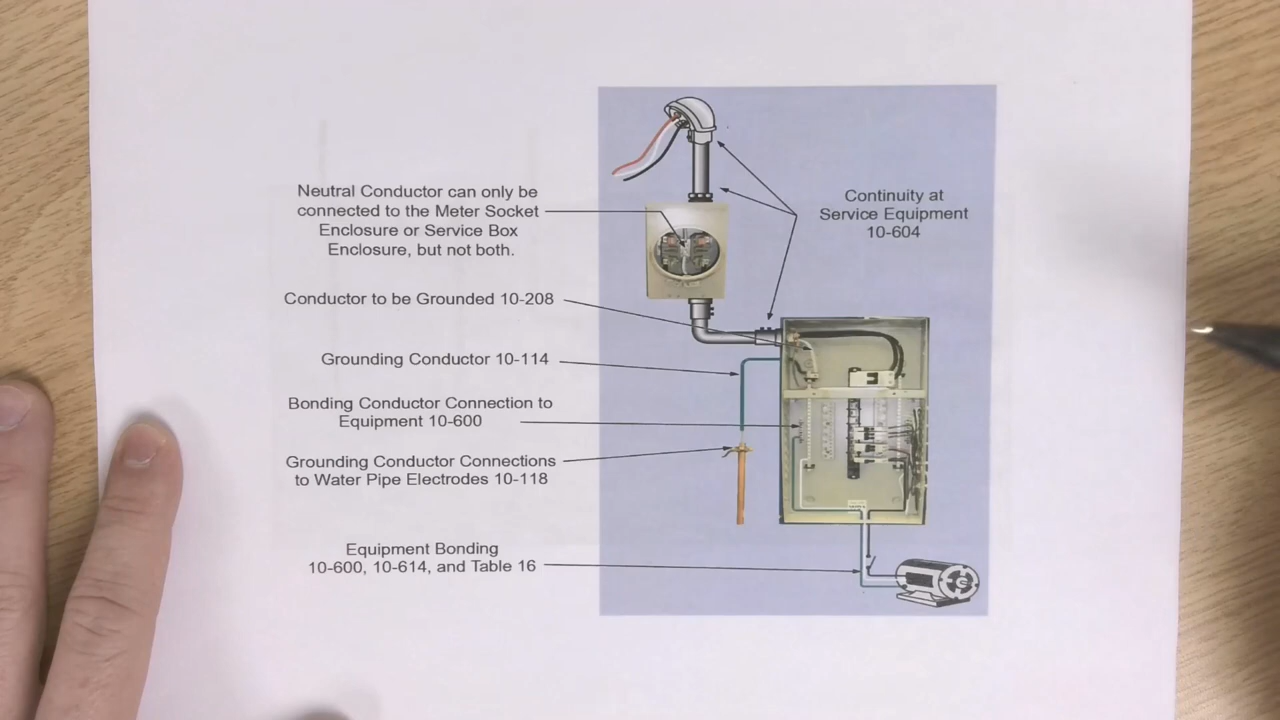 Neutral Conductor can only be
connected to the Meter Socket
Enclosure or Service Box
Enclosure, but not both.
Continuity at
Service Equipment
10-604
Conductor to be Grounded 10-208
Grounding Conductor 10-114
Bonding Conductor Connection to
Equipment 10-600
Grounding Conductor Connections
to Water Pipe Electrodes 10-118
Equipment Bonding
10-600, 10-614, and Table 16